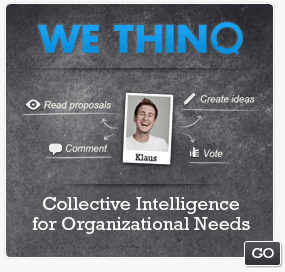 WE THINQ
Read proposals
Create ideas
Comment
Vote
Klaus
Collective Intelligence
for Organizational Needs
GO